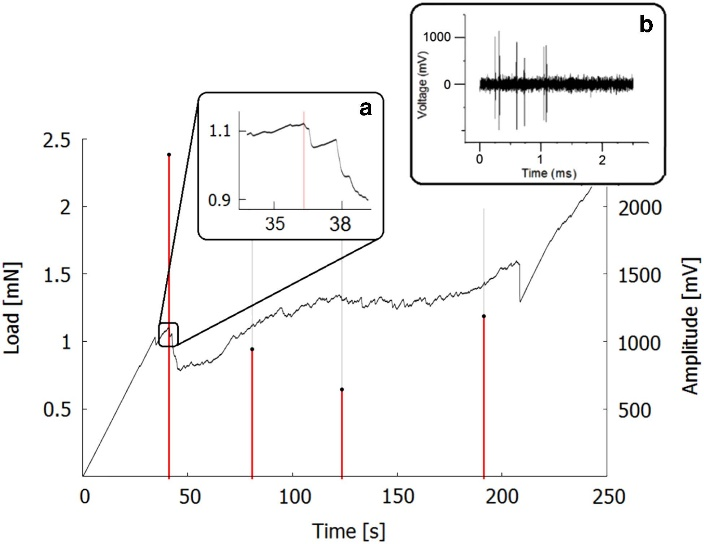 b
1000
0
Voltage (mV)
0 1 2
Time (ms)
a
1.1
0.9
35 38
2.5
2
1.5
1
0.5
Load [mN]
2000
1500
1000
500
Amplitude [mV]
0 50 100 150 200 250
Time [s]